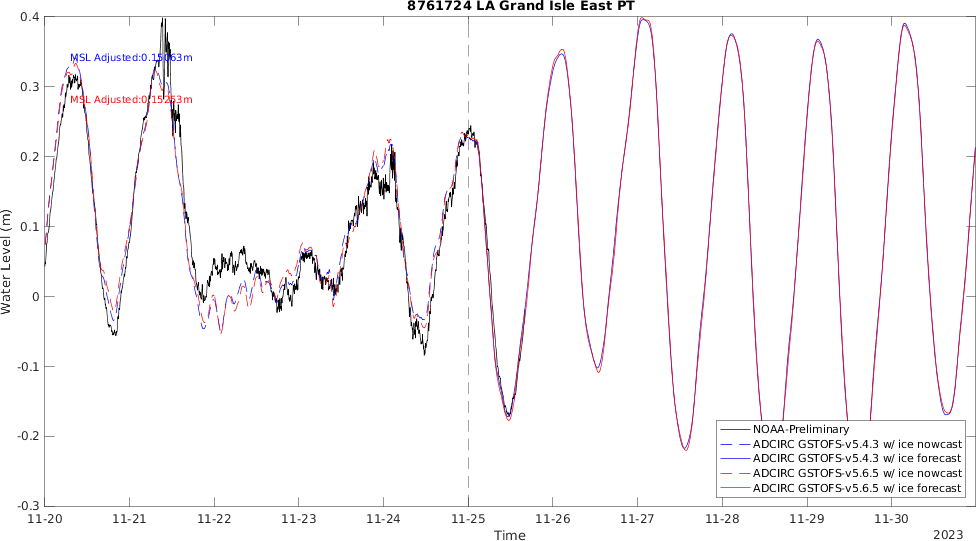 8761724 LA Grand Isle East PT
0.4
0.3
0.2
0.1
0
-0.1
-0.2
-0.3
Water Level (m)
MSL Adjusted:0.15063m
MSL Adjusted:0.15253m
NOAA-Preliminary
ADCIRC GSTOFS-v5.4.3 w/ ice nowcast
ADCIRC GSTOFS-v5.4.3 w/ ice forecast
ADCIRC GSTOFS-v5.6.5 w/ ice nowcast
ADCIRC GSTOFS-v5.6.5 w/ ice forecast
11-20 11-21 11-22 11-23 11-24 11-25 11-26 11-27 11-28 11-29 11-30
Time
2023